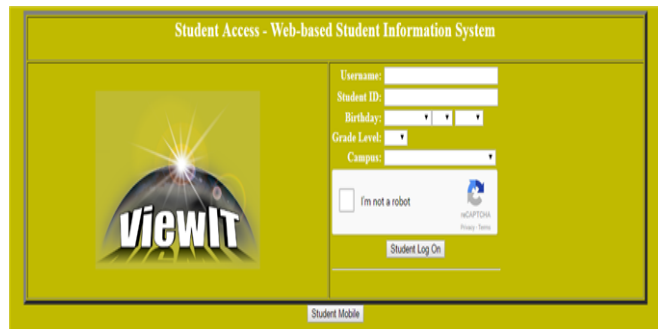 Student Access - Web-based Student Information System
ViewIT
Username:
Student ID:
Birthday:
Grade Level:
Campus:
I'm not a robot
reCAPTCHA
Privacy - Terms
Student Log On
Student Mobile